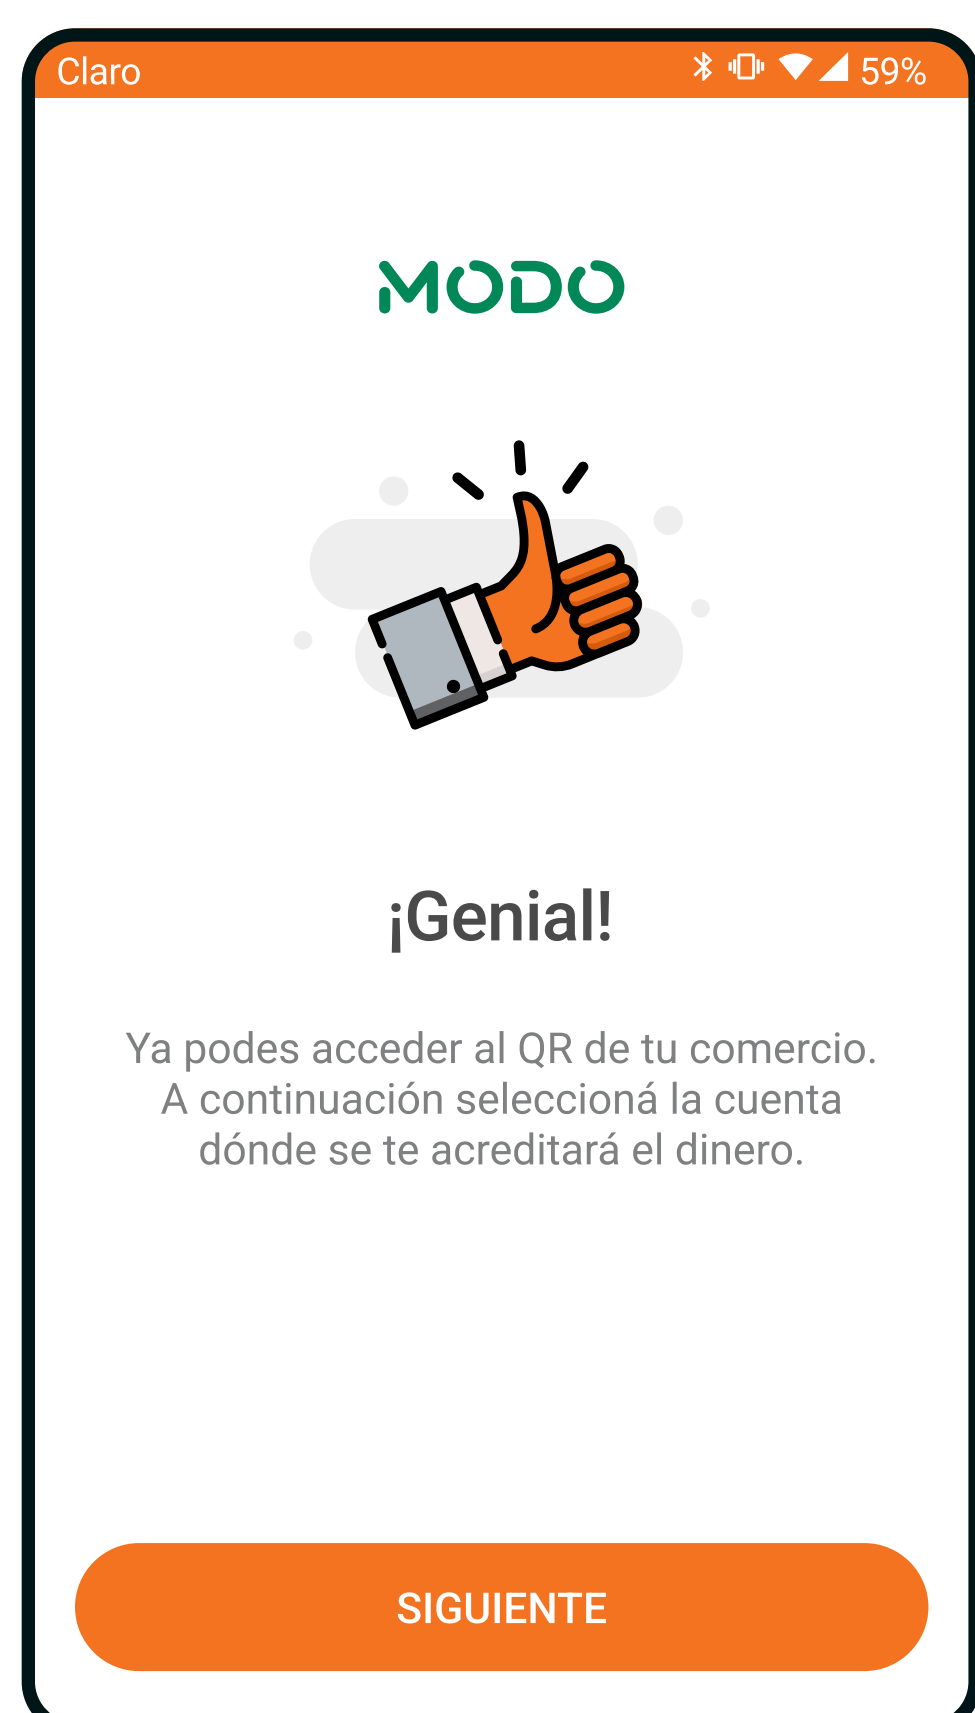 Claro 59%
MODO
¡Genial!
Ya podes acceder al QR de tu comercio.
A continuación seleccioná la cuenta
dónde se te acreditará el dinero.
SIGUIENTE